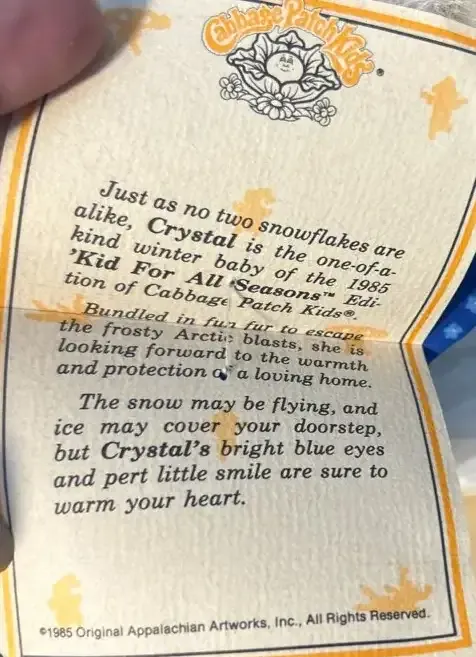 Cabbage Patch Kids®
Just as no two snowflakes are
alike, Crystal is the one-of-a-
kind winter baby of the 1985
'Kid For All Seasons™ Edi-
tion of Cabbage Patch Kids®.
Bundled in fun fur to escape
the frosty Arctic blasts, she is
looking forward to the warmth
and protection of a loving home.
The snow may be flying, and
ice may cover your doorstep,
but Crystal's bright blue eyes
and pert little smile are sure to
warm your heart.
©1985 Original Appalachian Artworks, Inc., All Rights Reserved.